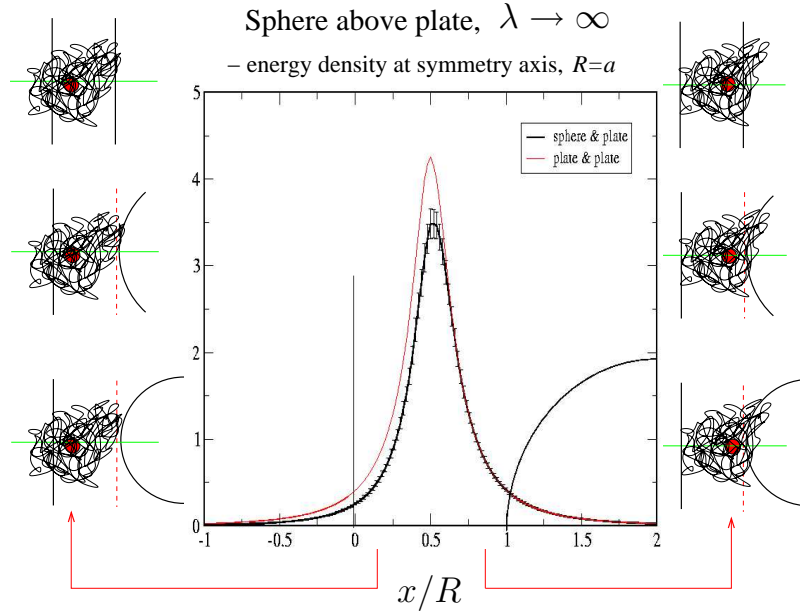 Sphere above plate, λ → ∞
– energy density at symmetry axis, R=a
5
4
3
2
1
0
sphere & plate
plate & plate
-1 -0.5 0 0.5 1 1.5 2
x/R